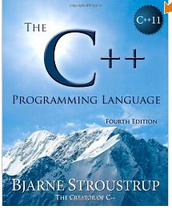 C++11
THE
C++
PROGRAMMING LANGUAGE
FOURTH EDITION
BJARNE STROUSTRUP
THE CREATOR OF C++